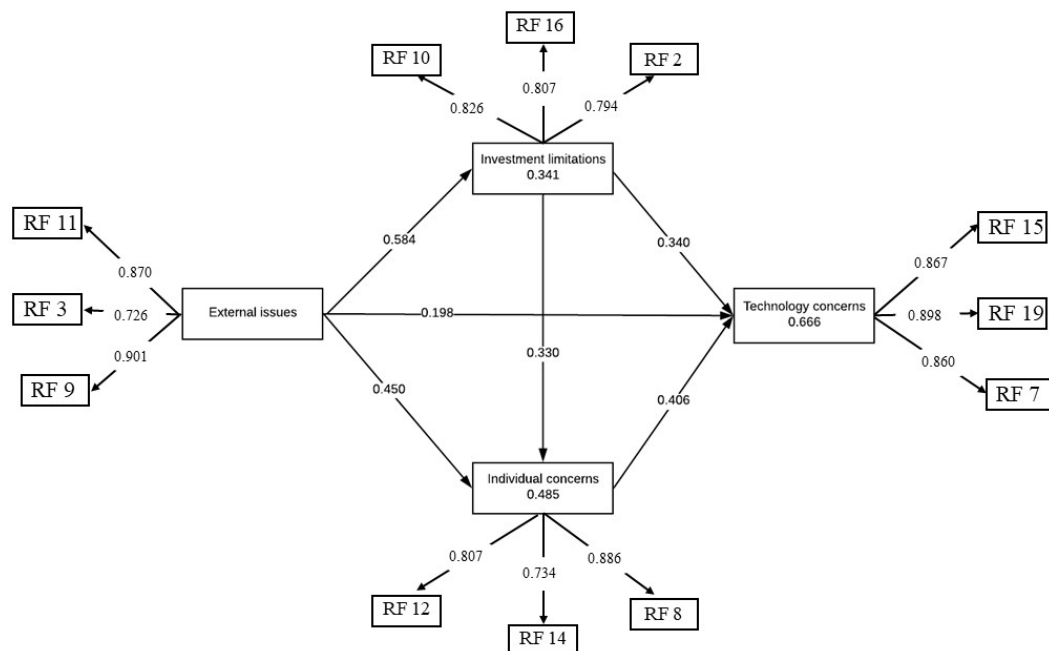 RF 16
RF 10
RF 2
0.826
0.807
0.794
Investment limitations
0.341
RF 11
0.870
0.584
0.340
RF 15
0.867
RF 3
0.726
External issues
0.198
Technology concerns
0.666
0.898
RF 19
0.901
RF 9
0.450
0.330
0.406
0.860
RF 7
Individual concerns
0.485
0.807
0.734
0.886
RF 12
RF 14
RF 8